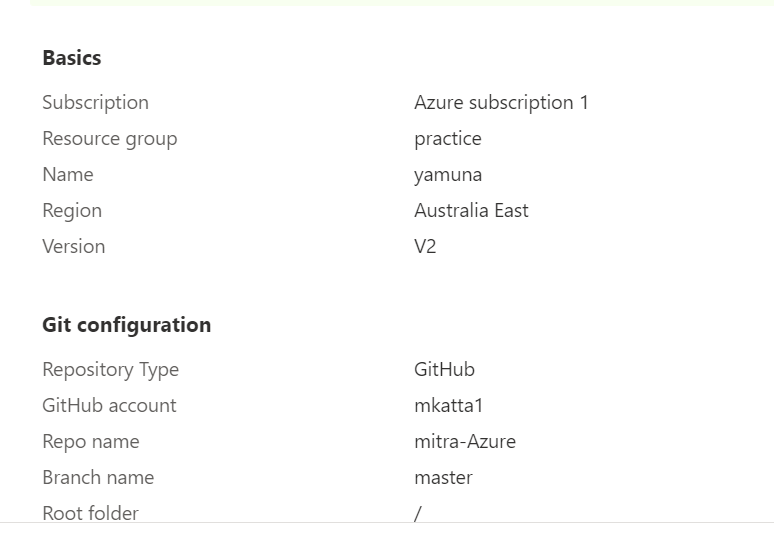 Basics
Subscription Azure subscription 1
Resource group practice
Name yamuna
Region Australia East
Version V2
Git configuration
Repository Type GitHub
GitHub account mkatta1
Repo name mitra-Azure
Branch name master
Root folder /